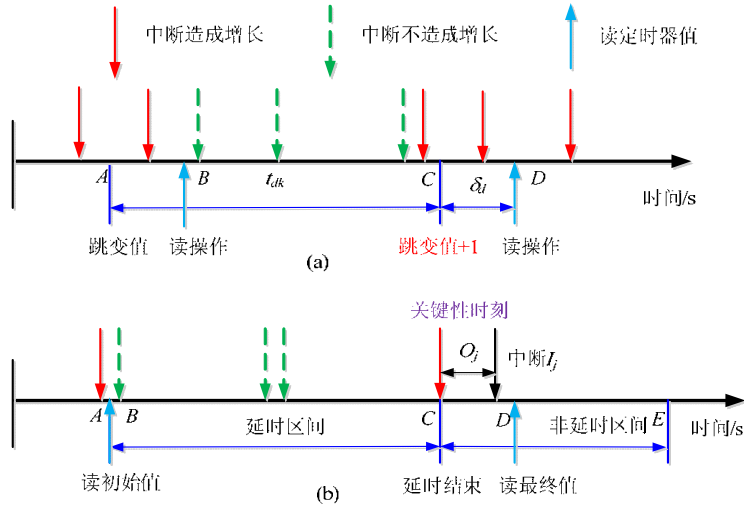 中断造成增长 中断不造成增长 读定时器值
A B t_dk C δ_d D
时间/s
跳变值 读操作 跳变值+1 读操作
(a)
关键性时刻
O_j 中断I_j
A B 延时区间 C D 非延时区间 E
时间/s
读初始值 延时结束 读最终值
(b)